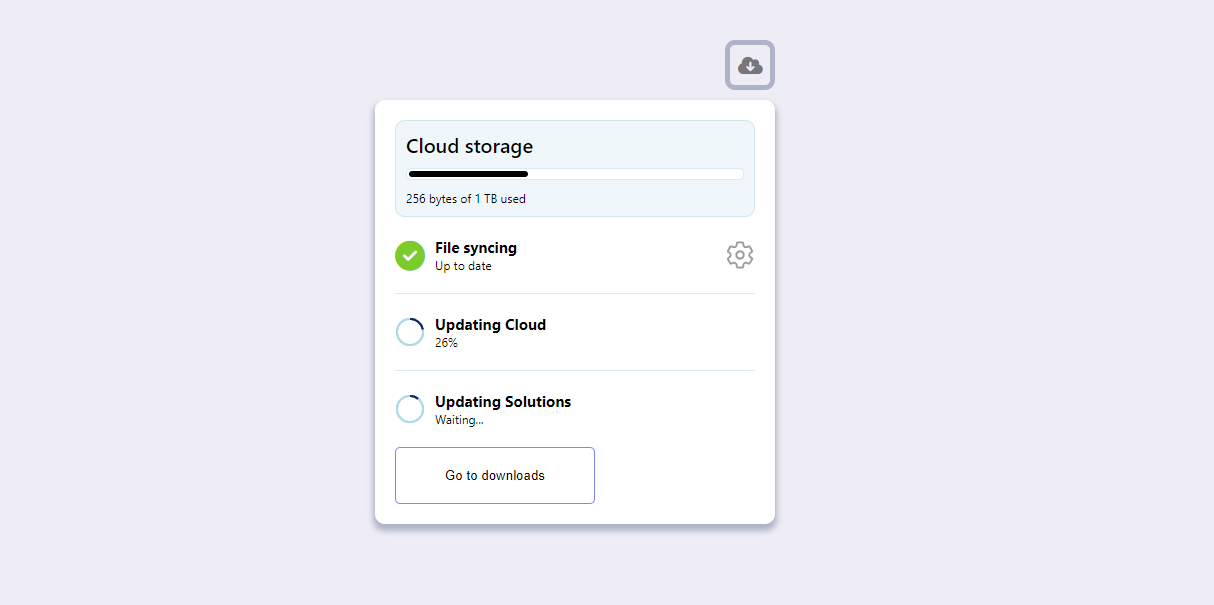 Cloud storage
256 bytes of 1 TB used
File syncing
Up to date
Updating Cloud
26%
Updating Solutions
Waiting...
Go to downloads